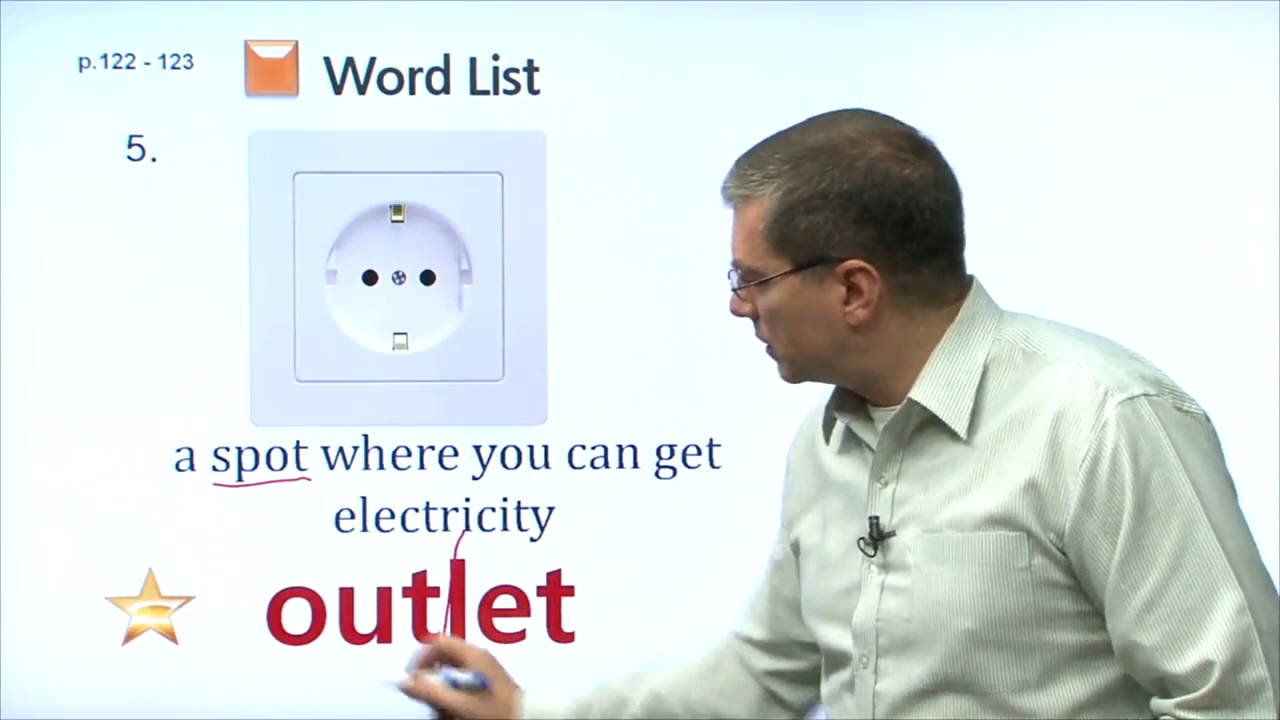 p.122 - 123
Word List
5.
a spot where you can get
electricity
outlet